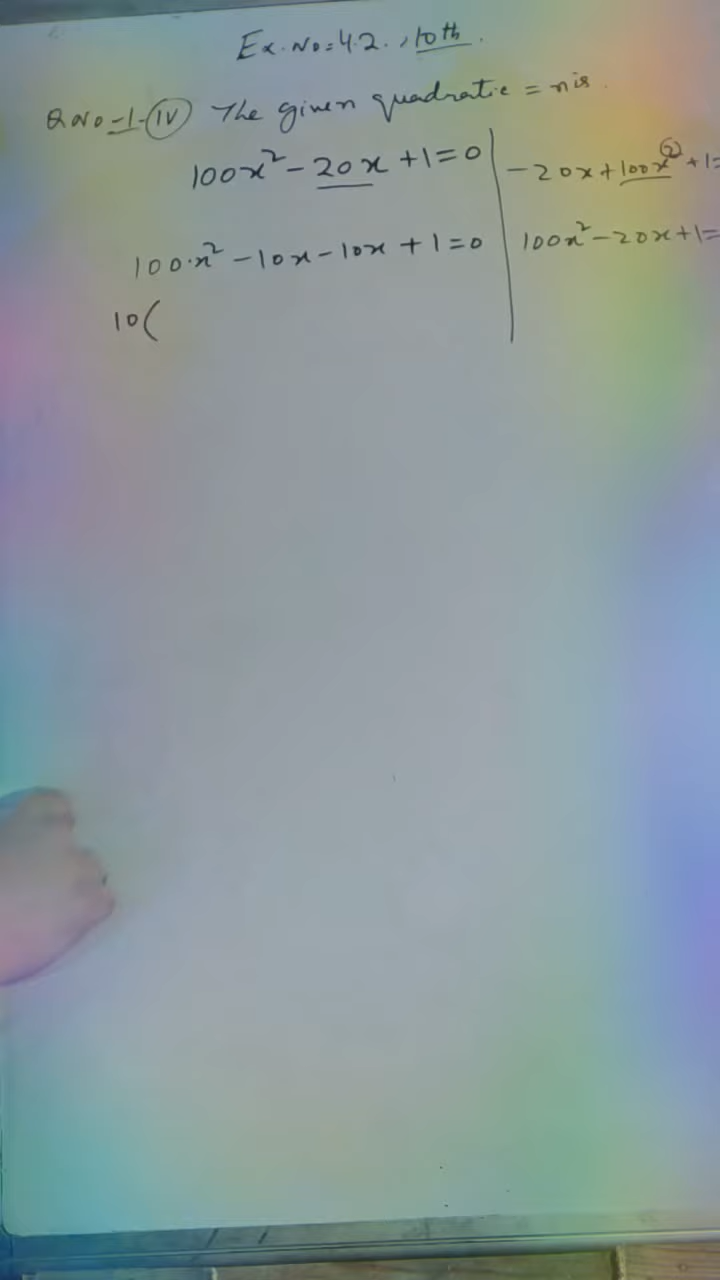 Ex. No = 4.2. , 10th.
Q No - 1 - (IV) The given quadratic = n is.
100x² - 20x + 1 = 0
100·x² - 10x - 10x + 1 = 0
10(
- 20x + 100x² + 1 =
100x² - 20x + 1 =